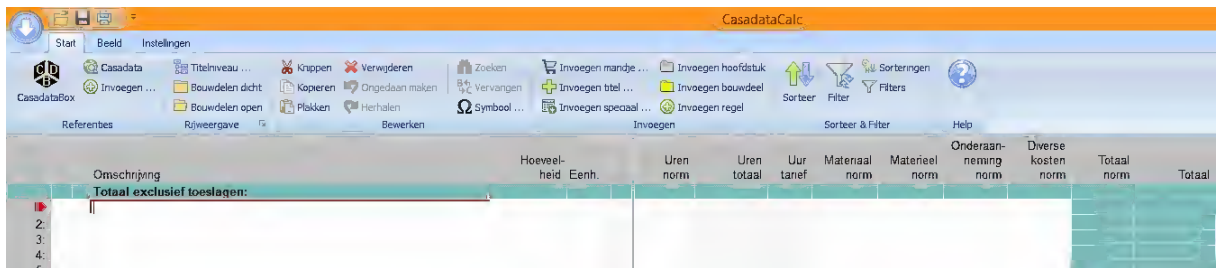 CasadataCalc
Start Beeld Instellingen
Casadata Titelniveau ... Knippen Verwijderen Zoeken Invoegen mandje ... Invoegen hoofdstuk Sorteringen
Invoegen ... Bouwdelen dicht Kopieren Ongedaan maken Vervangen Invoegen titel ... Invoegen bouwdeel Filters
CasadataBox Bouwdelen open Plakken Herhalen Symbool ... Invoegen speciaal ... Invoegen regel Sorteer Filter
Referenties Rijweergave Bewerken Invoegen Sorteer & Filter Help
Omschrijving Hoeveel-heid Eenh. Uren norm Uren totaal Uur tarief Materiaal norm Materieel norm Onderaan-neming norm Diverse kosten norm Totaal norm Totaal
Totaal exclusief toeslagen:
2:
3:
4: